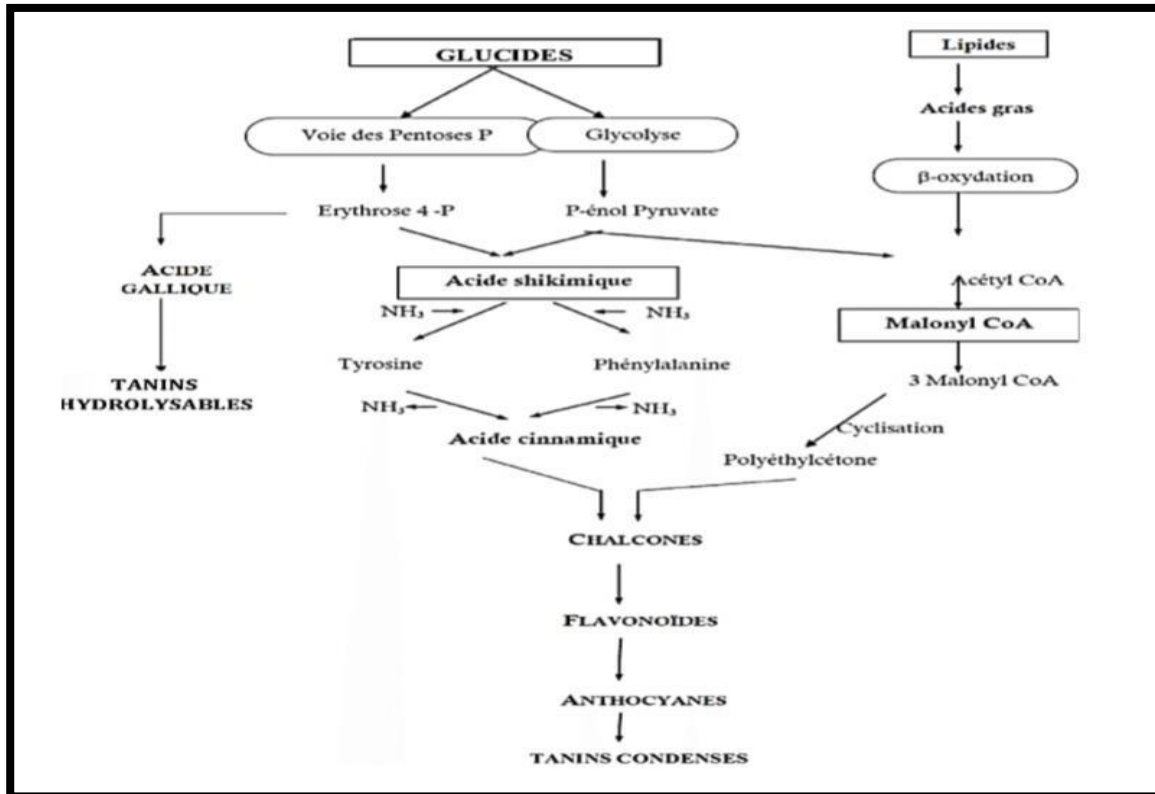 GLUCIDES
Lipides
Acides gras
Voie des Pentoses P
Glycolyse
β-oxydation
Erythrose 4 -P
P-énol Pyruvate
ACIDE
GALLIQUE
Acide shikimique
Acétyl CoA
NH₃
NH₃
Malonyl CoA
Tyrosine
Phénylalanine
3 Malonyl CoA
TANINS
HYDROLYSABLES
NH₃
NH₃
Cyclisation
Acide cinnamique
Polyéthylcétone
CHALCONES
FLAVONOÏDES
ANTHOCYANES
TANINS CONDENSES